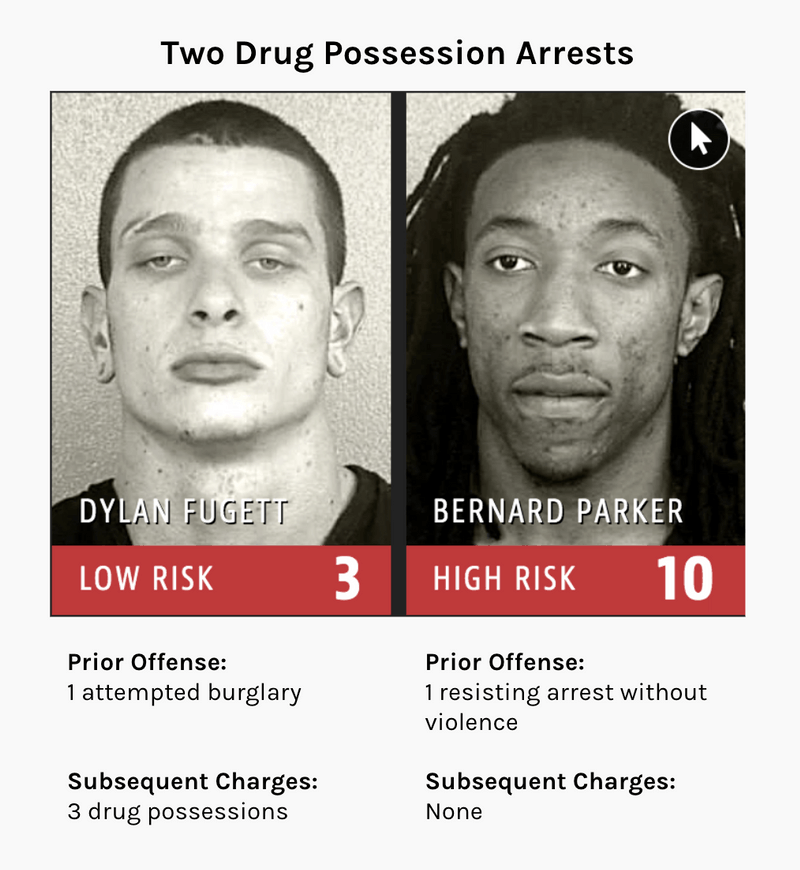 Two Drug Possession Arrests
DYLAN FUGETT
LOW RISK 3
BERNARD PARKER
HIGH RISK 10
Prior Offense:
1 attempted burglary
Subsequent Charges:
3 drug possessions
Prior Offense:
1 resisting arrest without
violence
Subsequent Charges:
None